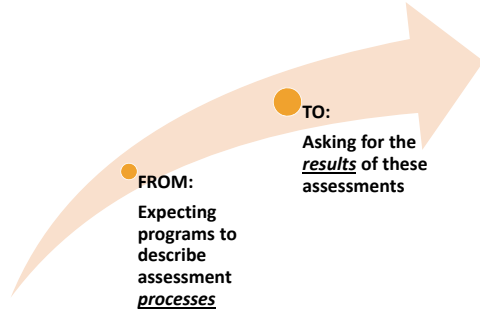 FROM:
Expecting
programs to
describe
assessment
processes
TO:
Asking for the
results of these
assessments